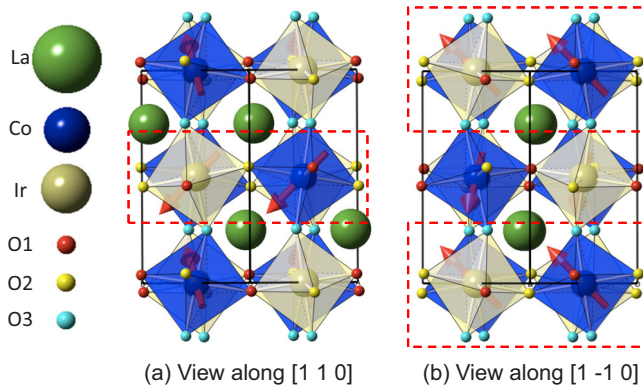 La
Co
Ir
O1
O2
O3
(a) View along [1 1 0]
(b) View along [1 -1 0]